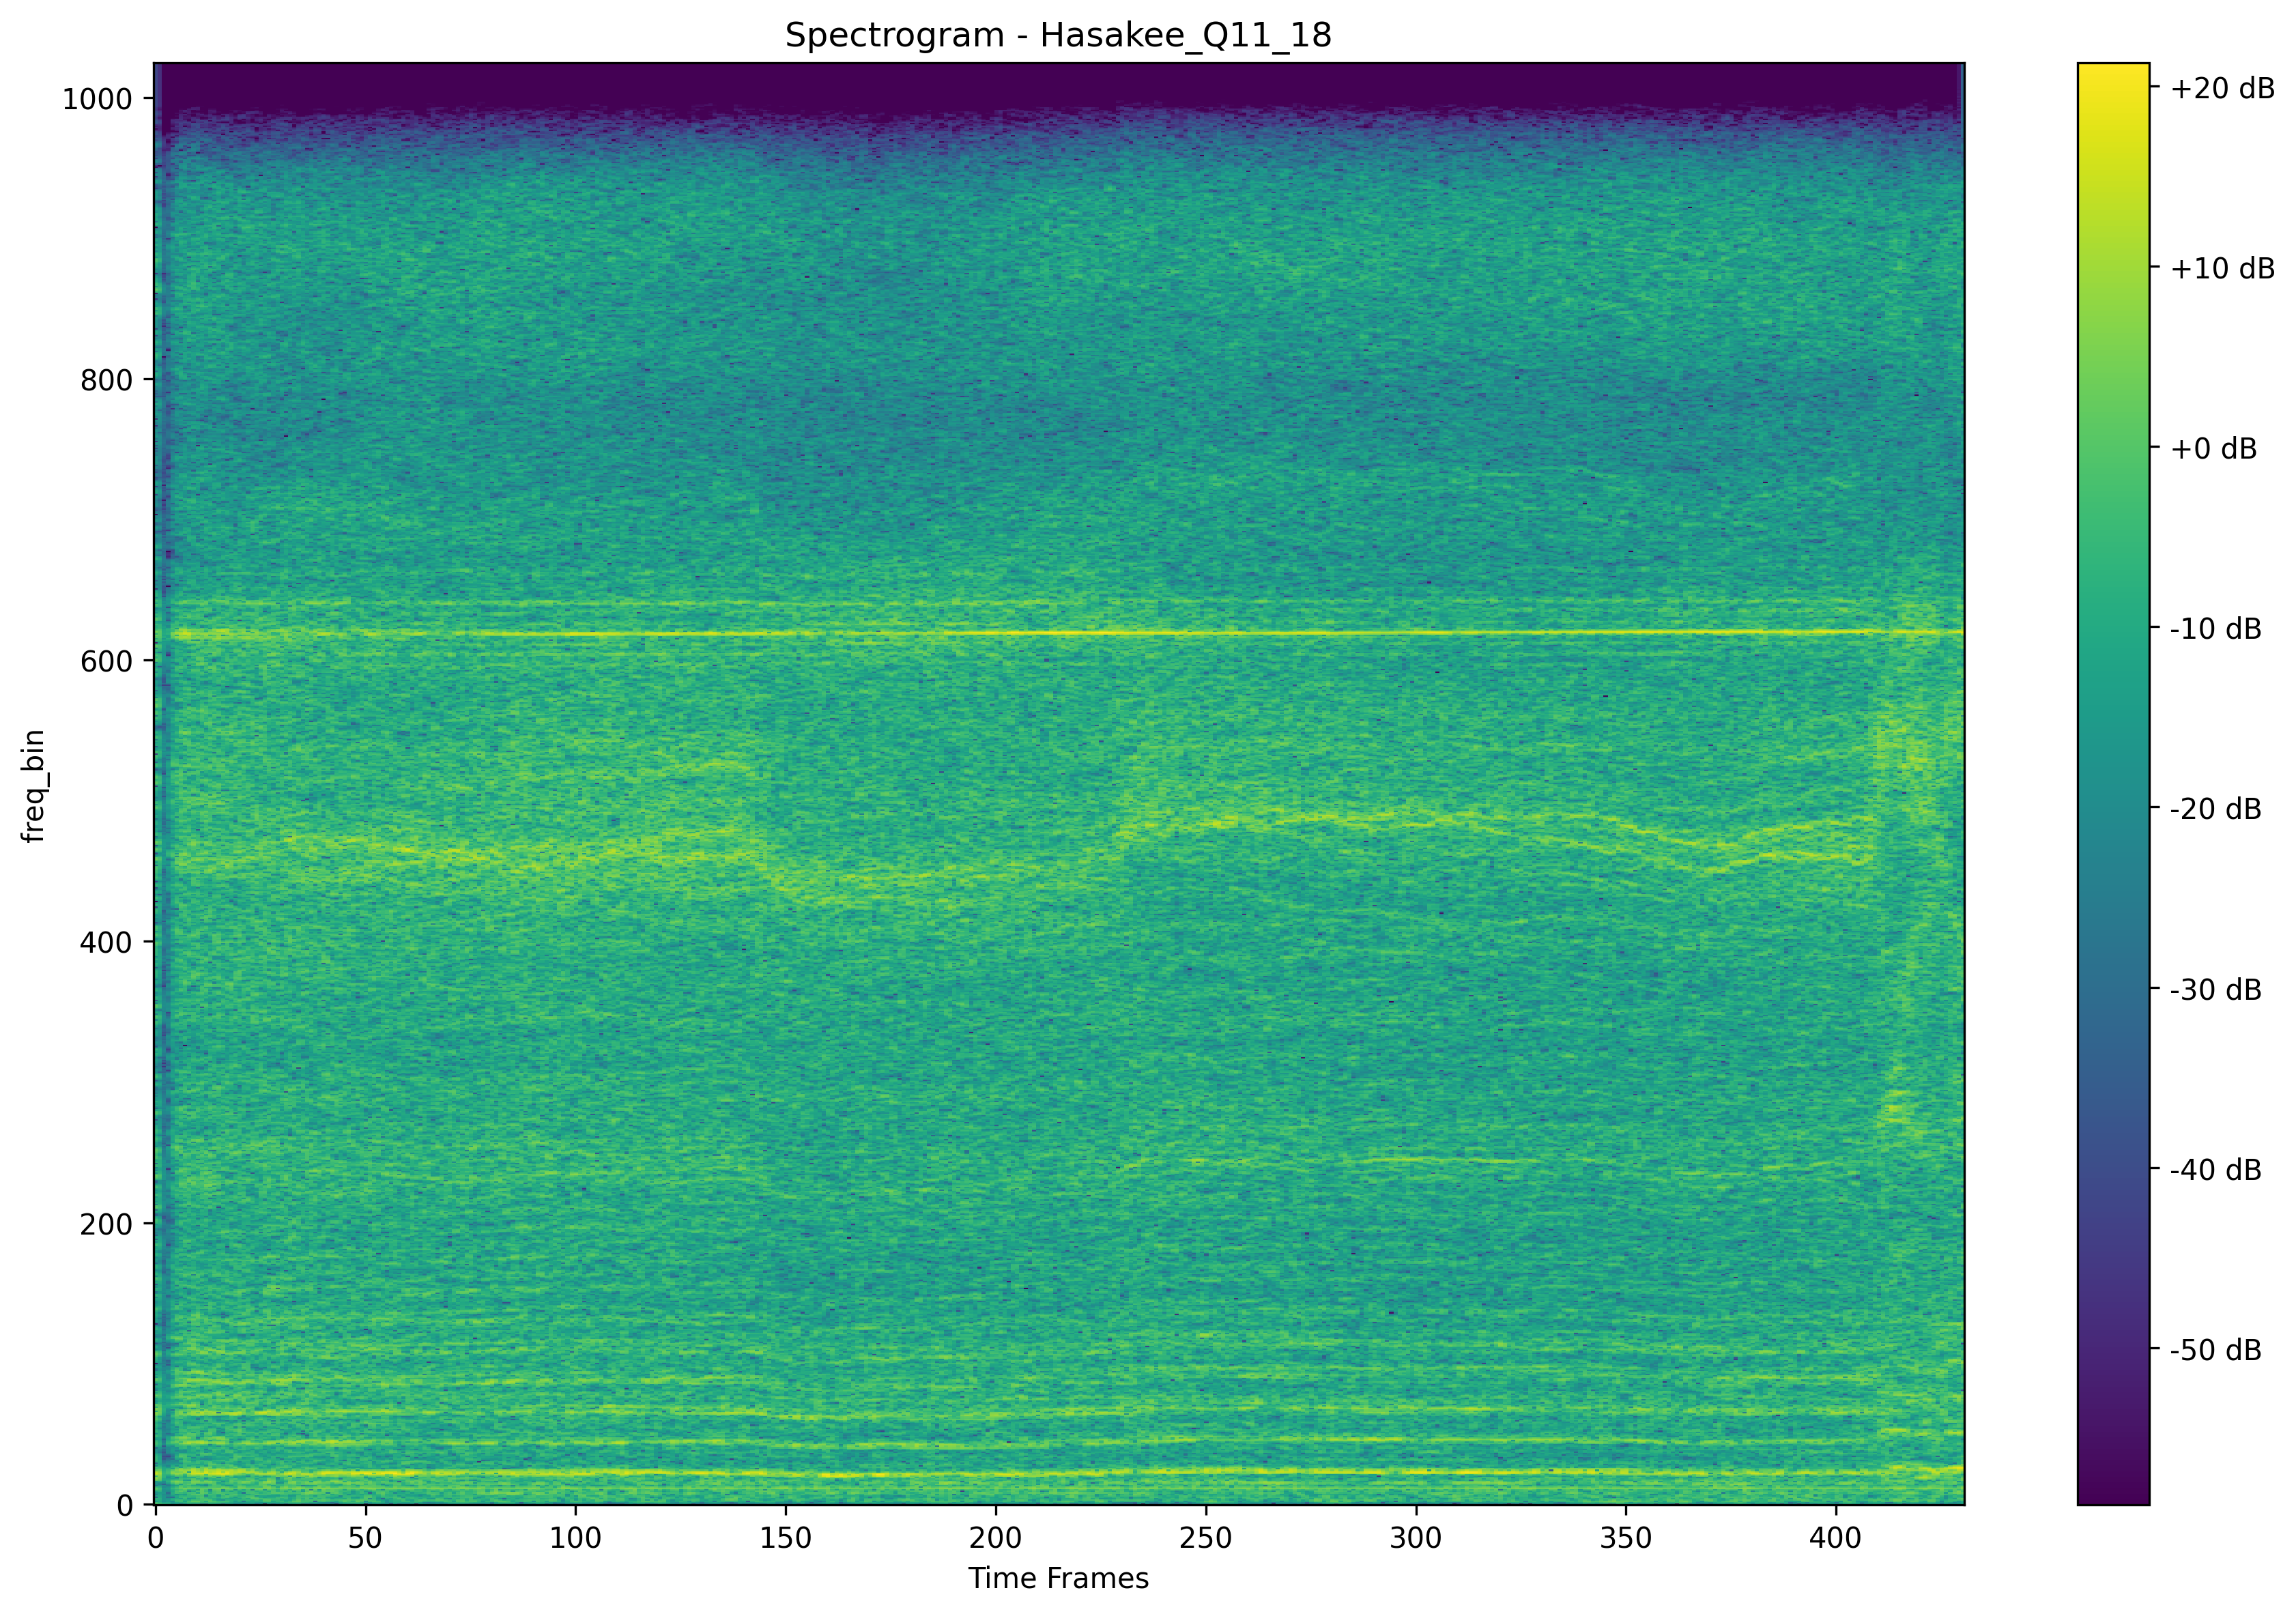 Spectrogram - Hasakee_Q11_18
1000
800
600
400
200
0
freq_bin
0 50 100 150 200 250 300 350 400
Time Frames
+20 dB
+10 dB
+0 dB
-10 dB
-20 dB
-30 dB
-40 dB
-50 dB